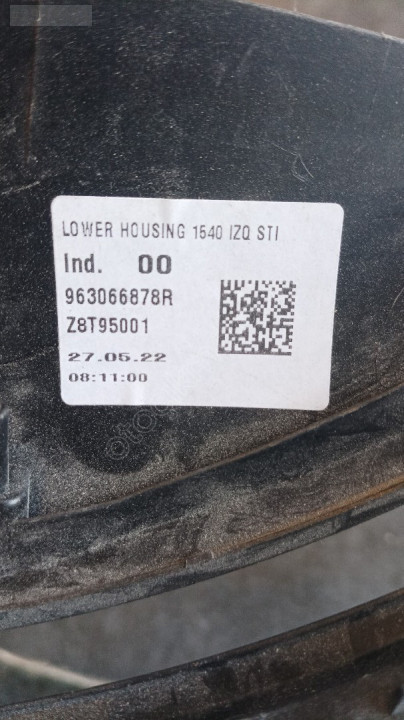 LOWER HOUSING 1540 IZQ STI
Ind. 00
963066878R
Z8T95001
27.05.22
08:11:00